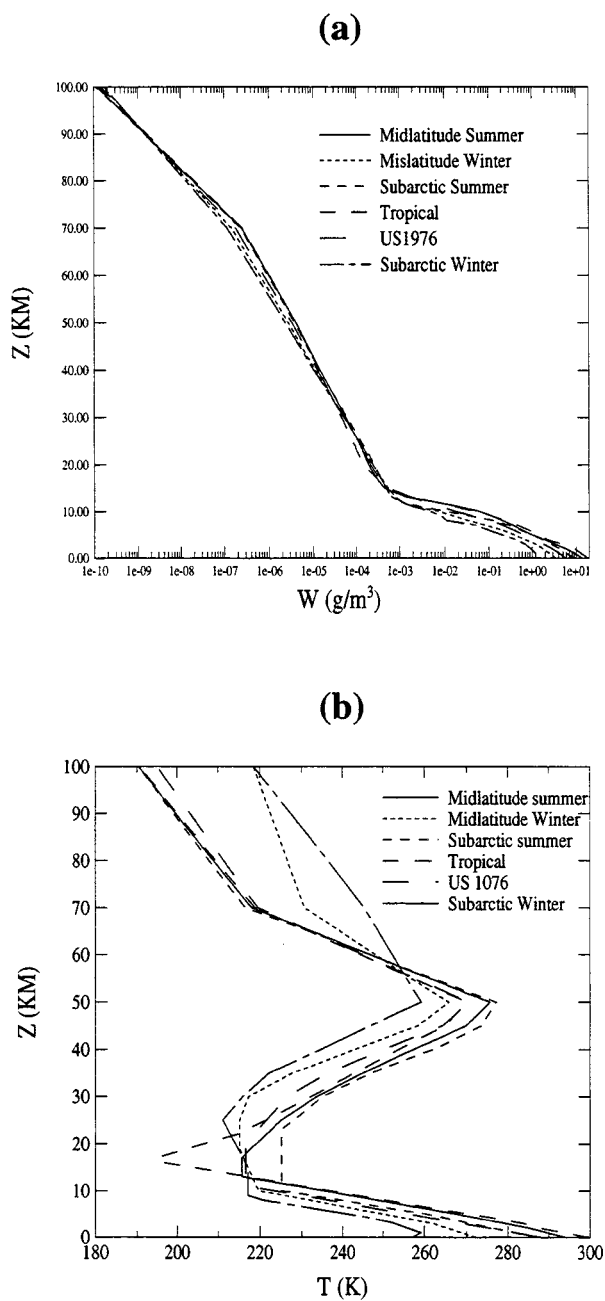 (a)
100.00
90.00
80.00
70.00
60.00
50.00
40.00
30.00
20.00
10.00
0.00
Z (KM)
Midlatitude Summer
Mislatitude Winter
Subarctic Summer
Tropical
US1976
Subarctic Winter
1e-10 1e-09 1e-08 1e-07 1e-06 1e-05 1e-04 1e-03 1e-02 1e-01 1e+00 1e+01
W (g/m³)
(b)
100
90
80
70
60
50
40
30
20
10
0
Z (KM)
Midlatitude summer
Midlatitude Winter
Subarctic summer
Tropical
US 1076
Subarctic Winter
180 200 220 240 260 280 300
T (K)